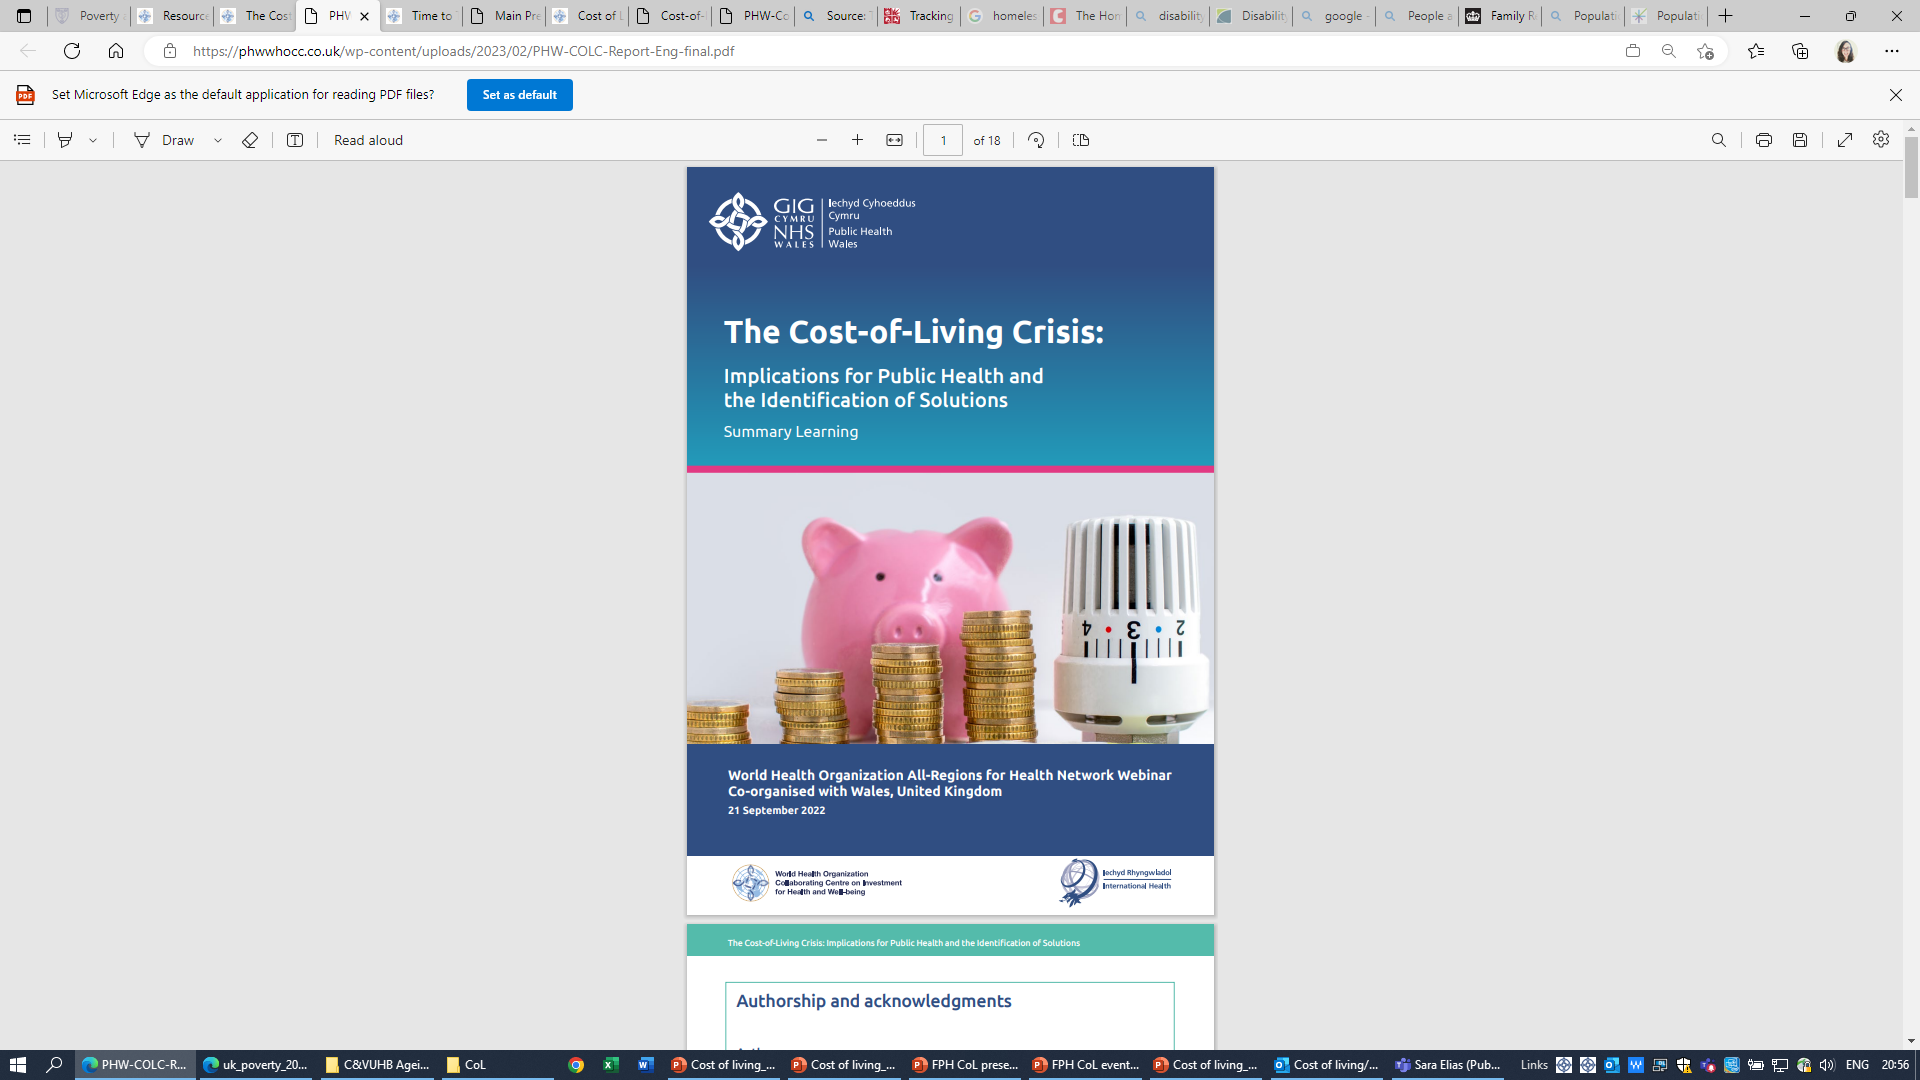 Poverty a
Resource
The Cost
PHW
Time to
Main Pre
Cost of L
Cost-of-
PHW-Co
Source: T
Tracking
homeles
The Hom
disability
Disability
google -
People a
Family R
Populati
Populati
https://phwwhocc.co.uk/wp-content/uploads/2023/02/PHW-COLC-Report-Eng-final.pdf
PDF
Set Microsoft Edge as the default application for reading PDF files?
Set as default
Draw
Read aloud
1
of 18
GIG
CYMRU
NHS
WALES
Iechyd Cyhoeddus
Cymru
Public Health
Wales
The Cost-of-Living Crisis:
Implications for Public Health and
the Identification of Solutions
Summary Learning
4 3 2
World Health Organization All-Regions for Health Network Webinar
Co-organised with Wales, United Kingdom
21 September 2022
World Health Organization
Collaborating Centre on Investment
for Health and Well-being
Iechyd Rhyngwladol
International Health
The Cost-of-Living Crisis: Implications for Public Health and the Identification of Solutions
Authorship and acknowledgments
PHW-COLC-R...
uk_poverty_20...
C&VUHB Agei...
CoL
Cost of living_...
Cost of living_...
FPH CoL prese...
FPH CoL event...
Cost of living_...
Cost of living/...
Sara Elias (Pub...
Links
ENG
20:56